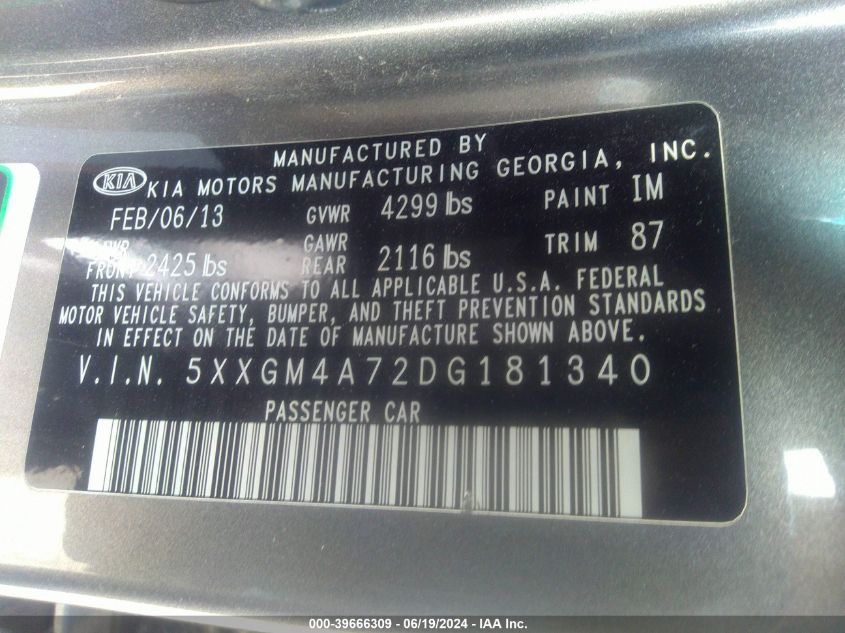 MANUFACTURED BY
KIA KIA MOTORS MANUFACTURING GEORGIA, INC.
FEB/06/13 GVWR 4299 lbs PAINT IM
GAWR GAWR TRIM 87
FRONT 2425 lbs REAR 2116 lbs
THIS VEHICLE CONFORMS TO ALL APPLICABLE U.S.A. FEDERAL
MOTOR VEHICLE SAFETY, BUMPER, AND THEFT PREVENTION STANDARDS
IN EFFECT ON THE DATE OF MANUFACTURE SHOWN ABOVE.
V.I.N. 5XXGM4A72DG181340
PASSENGER CAR
000-39666309 - 06/19/2024 - IAA Inc.